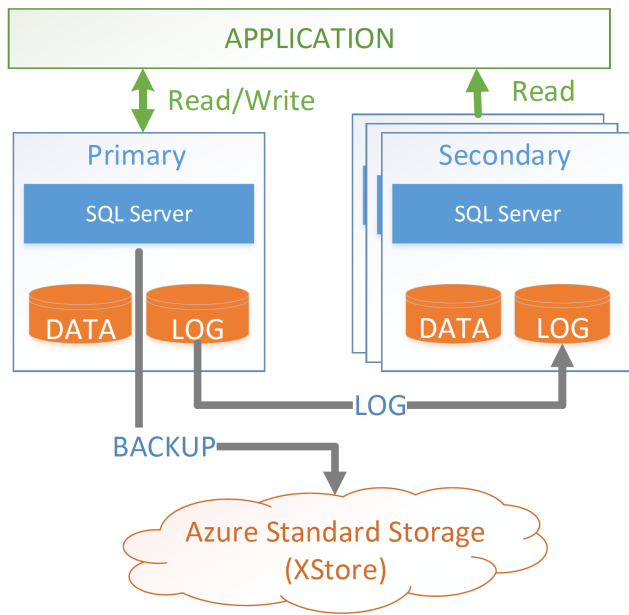 APPLICATION
Read/Write
Read
Primary
Secondary
SQL Server
SQL Server
DATA
LOG
DATA
LOG
LOG
BACKUP
Azure Standard Storage
(XStore)